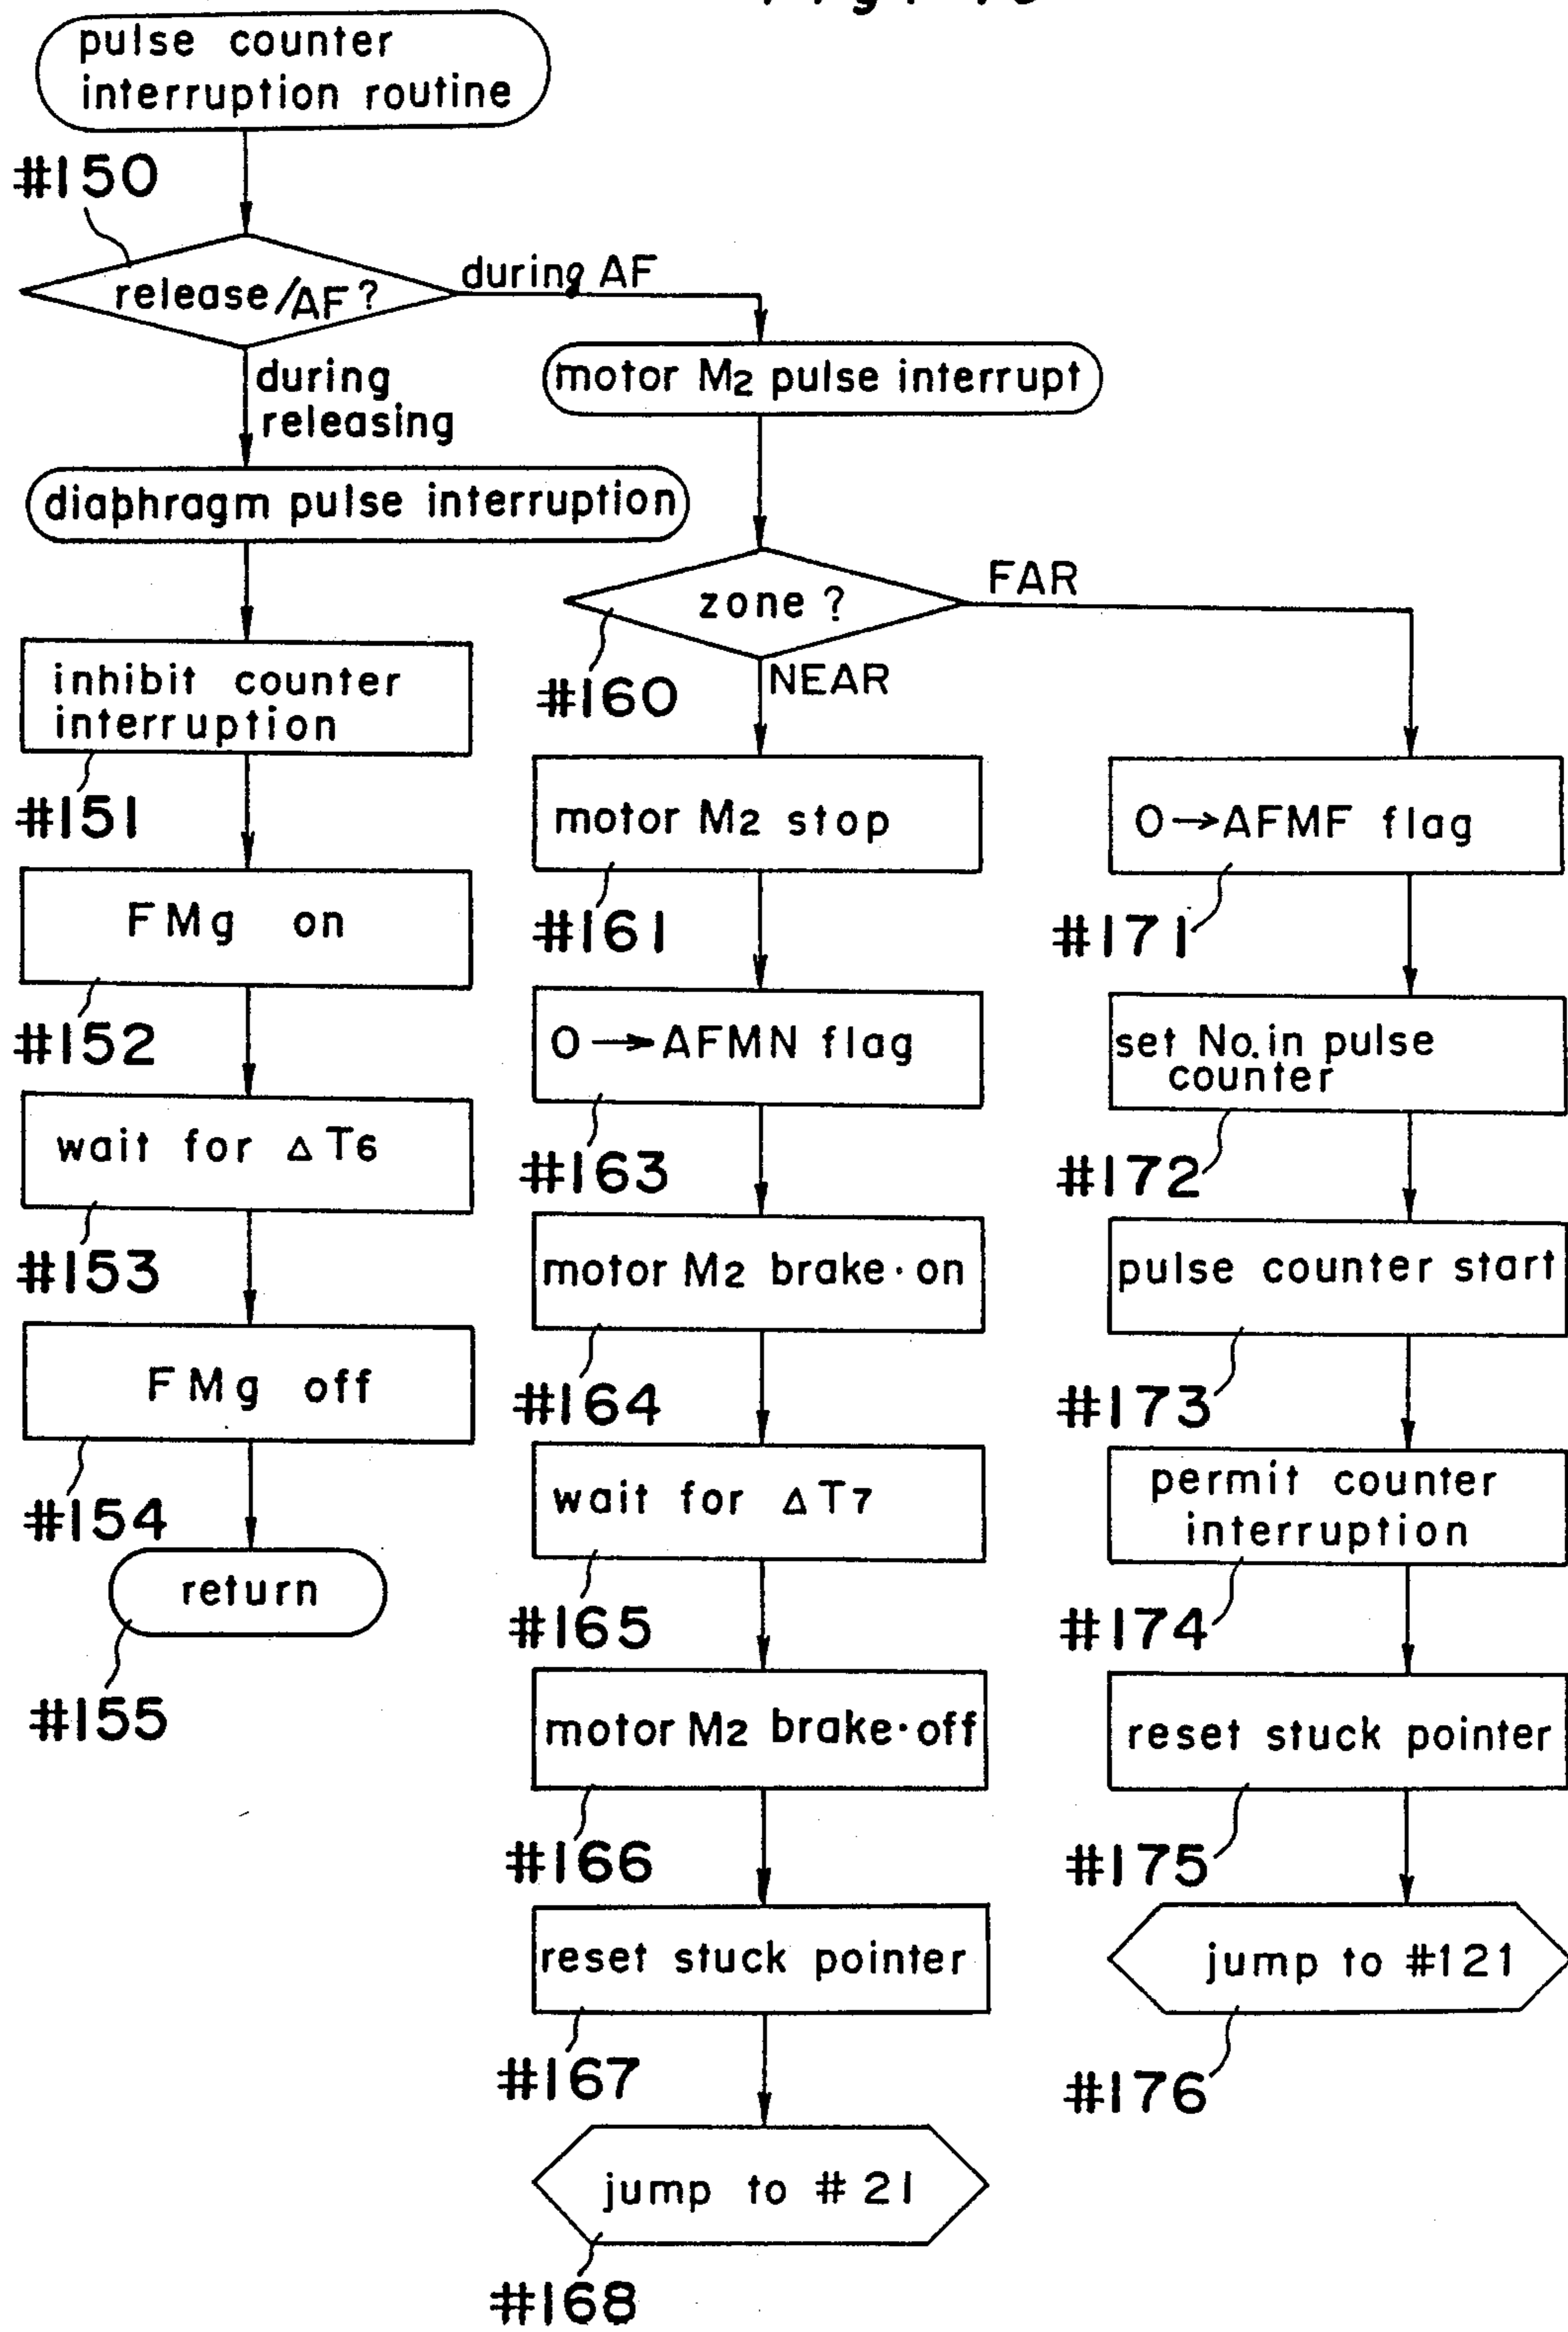 pulse counter
interruption routine
#150
release/AF?
during AF
during
releasing
motor M2 pulse interrupt
diaphragm pulse interruption
zone?
FAR
#160
NEAR
inhibit counter
interruption
#151
motor M2 stop
#161
0→AFMF flag
#171
FMg on
#152
0→AFMN flag
#163
set No. in pulse
counter
#172
wait for ΔT6
#153
motor M2 brake·on
#164
pulse counter start
#173
FMg off
#154
wait for ΔT7
#165
permit counter
interruption
#174
return
#155
motor M2 brake·off
#166
reset stuck pointer
#175
reset stuck pointer
#167
jump to #121
#176
jump to #21
#168